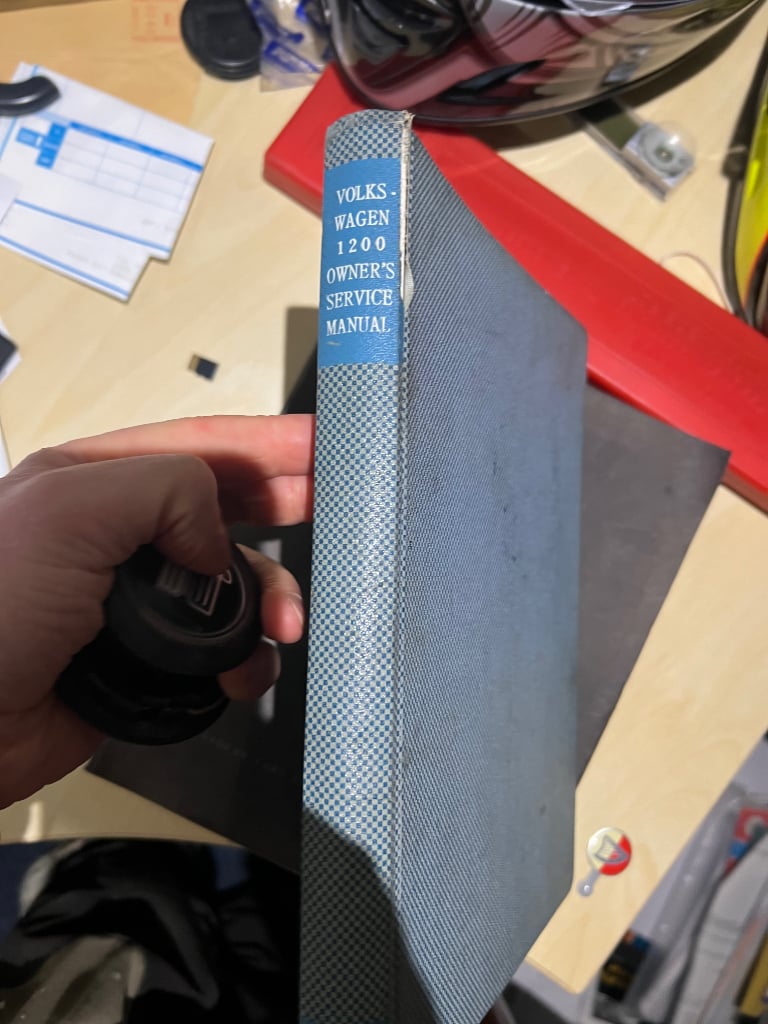 VOLKS-
WAGEN
1200
OWNER'S
SERVICE
MANUAL